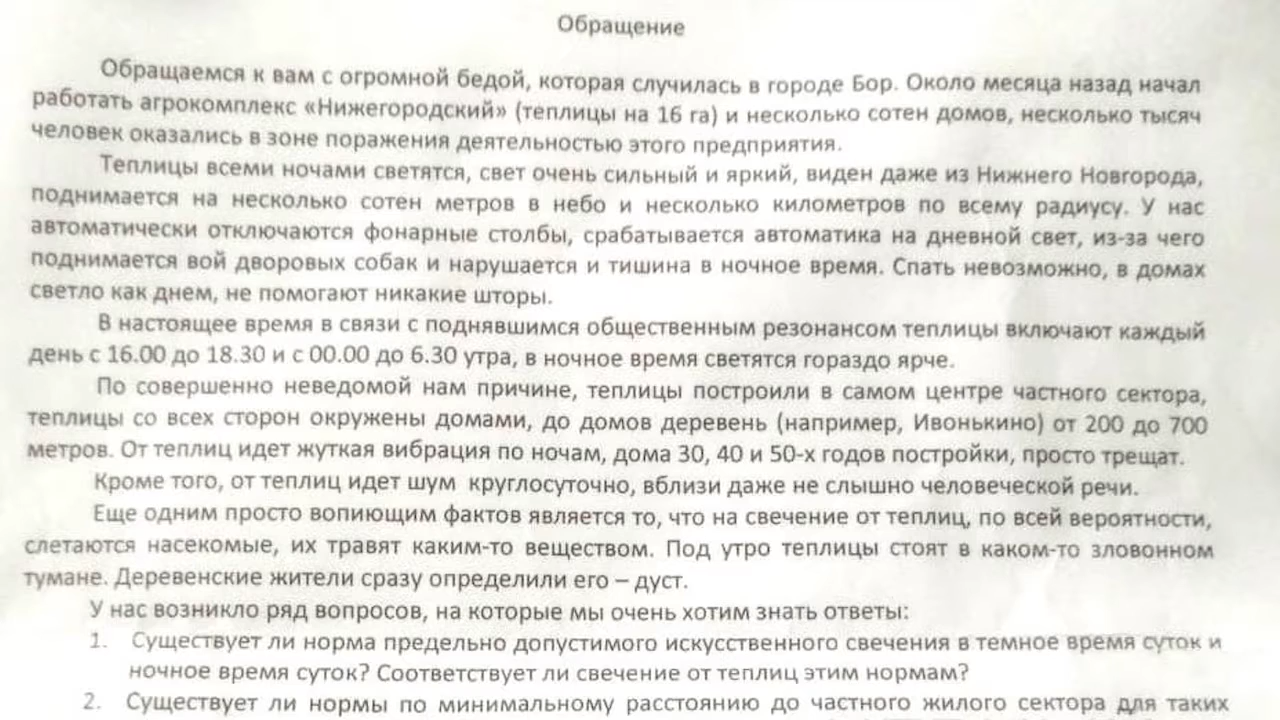 Обращение
Обращаемся к вам с огромной бедой, которая случилась в городе Бор. Около месяца назад начал
работать агрокомплекс «Нижегородский» (теплицы на 16 га) и несколько сотен домов, несколько тысяч
человек оказались в зоне поражения деятельностью этого предприятия.
Теплицы всеми ночами светятся, свет очень сильный и яркий, виден даже из Нижнего Новгорода,
поднимается на несколько сотен метров в небо и несколько километров по всему радиусу. У нас
автоматически отключаются фонарные столбы, срабатывается автоматика на дневной свет, из-за чего
поднимается вой дворовых собак и нарушается и тишина в ночное время. Спать невозможно, в домах
светло как днем, не помогают никакие шторы.
В настоящее время в связи с поднявшимся общественным резонансом теплицы включают каждый
день с 16.00 до 18.30 и с 00.00 до 6.30 утра, в ночное время светятся гораздо ярче.
По совершенно неведомой нам причине, теплицы построили в самом центре частного сектора,
теплицы со всех сторон окружены домами, до домов деревень (например, Ивонькино) от 200 до 700
метров. От теплиц идет жуткая вибрация по ночам, дома 30, 40 и 50-х годов постройки, просто трещат.
Кроме того, от теплиц идет шум круглосуточно, вблизи даже не слышно человеческой речи.
Еще одним просто вопиющим фактов является то, что на свечение от теплиц, по всей вероятности,
слетаются насекомые, их травят каким-то веществом. Под утро теплицы стоят в каком-то зловонном
тумане. Деревенские жители сразу определили его – дуст.
У нас возникло ряд вопросов, на которые мы очень хотим знать ответы:
1. Существует ли норма предельно допустимого искусственного свечения в темное время суток и
ночное время суток? Соответствует ли свечение от теплиц этим нормам?
2. Существует ли нормы по минимальному расстоянию до частного жилого сектора для таких